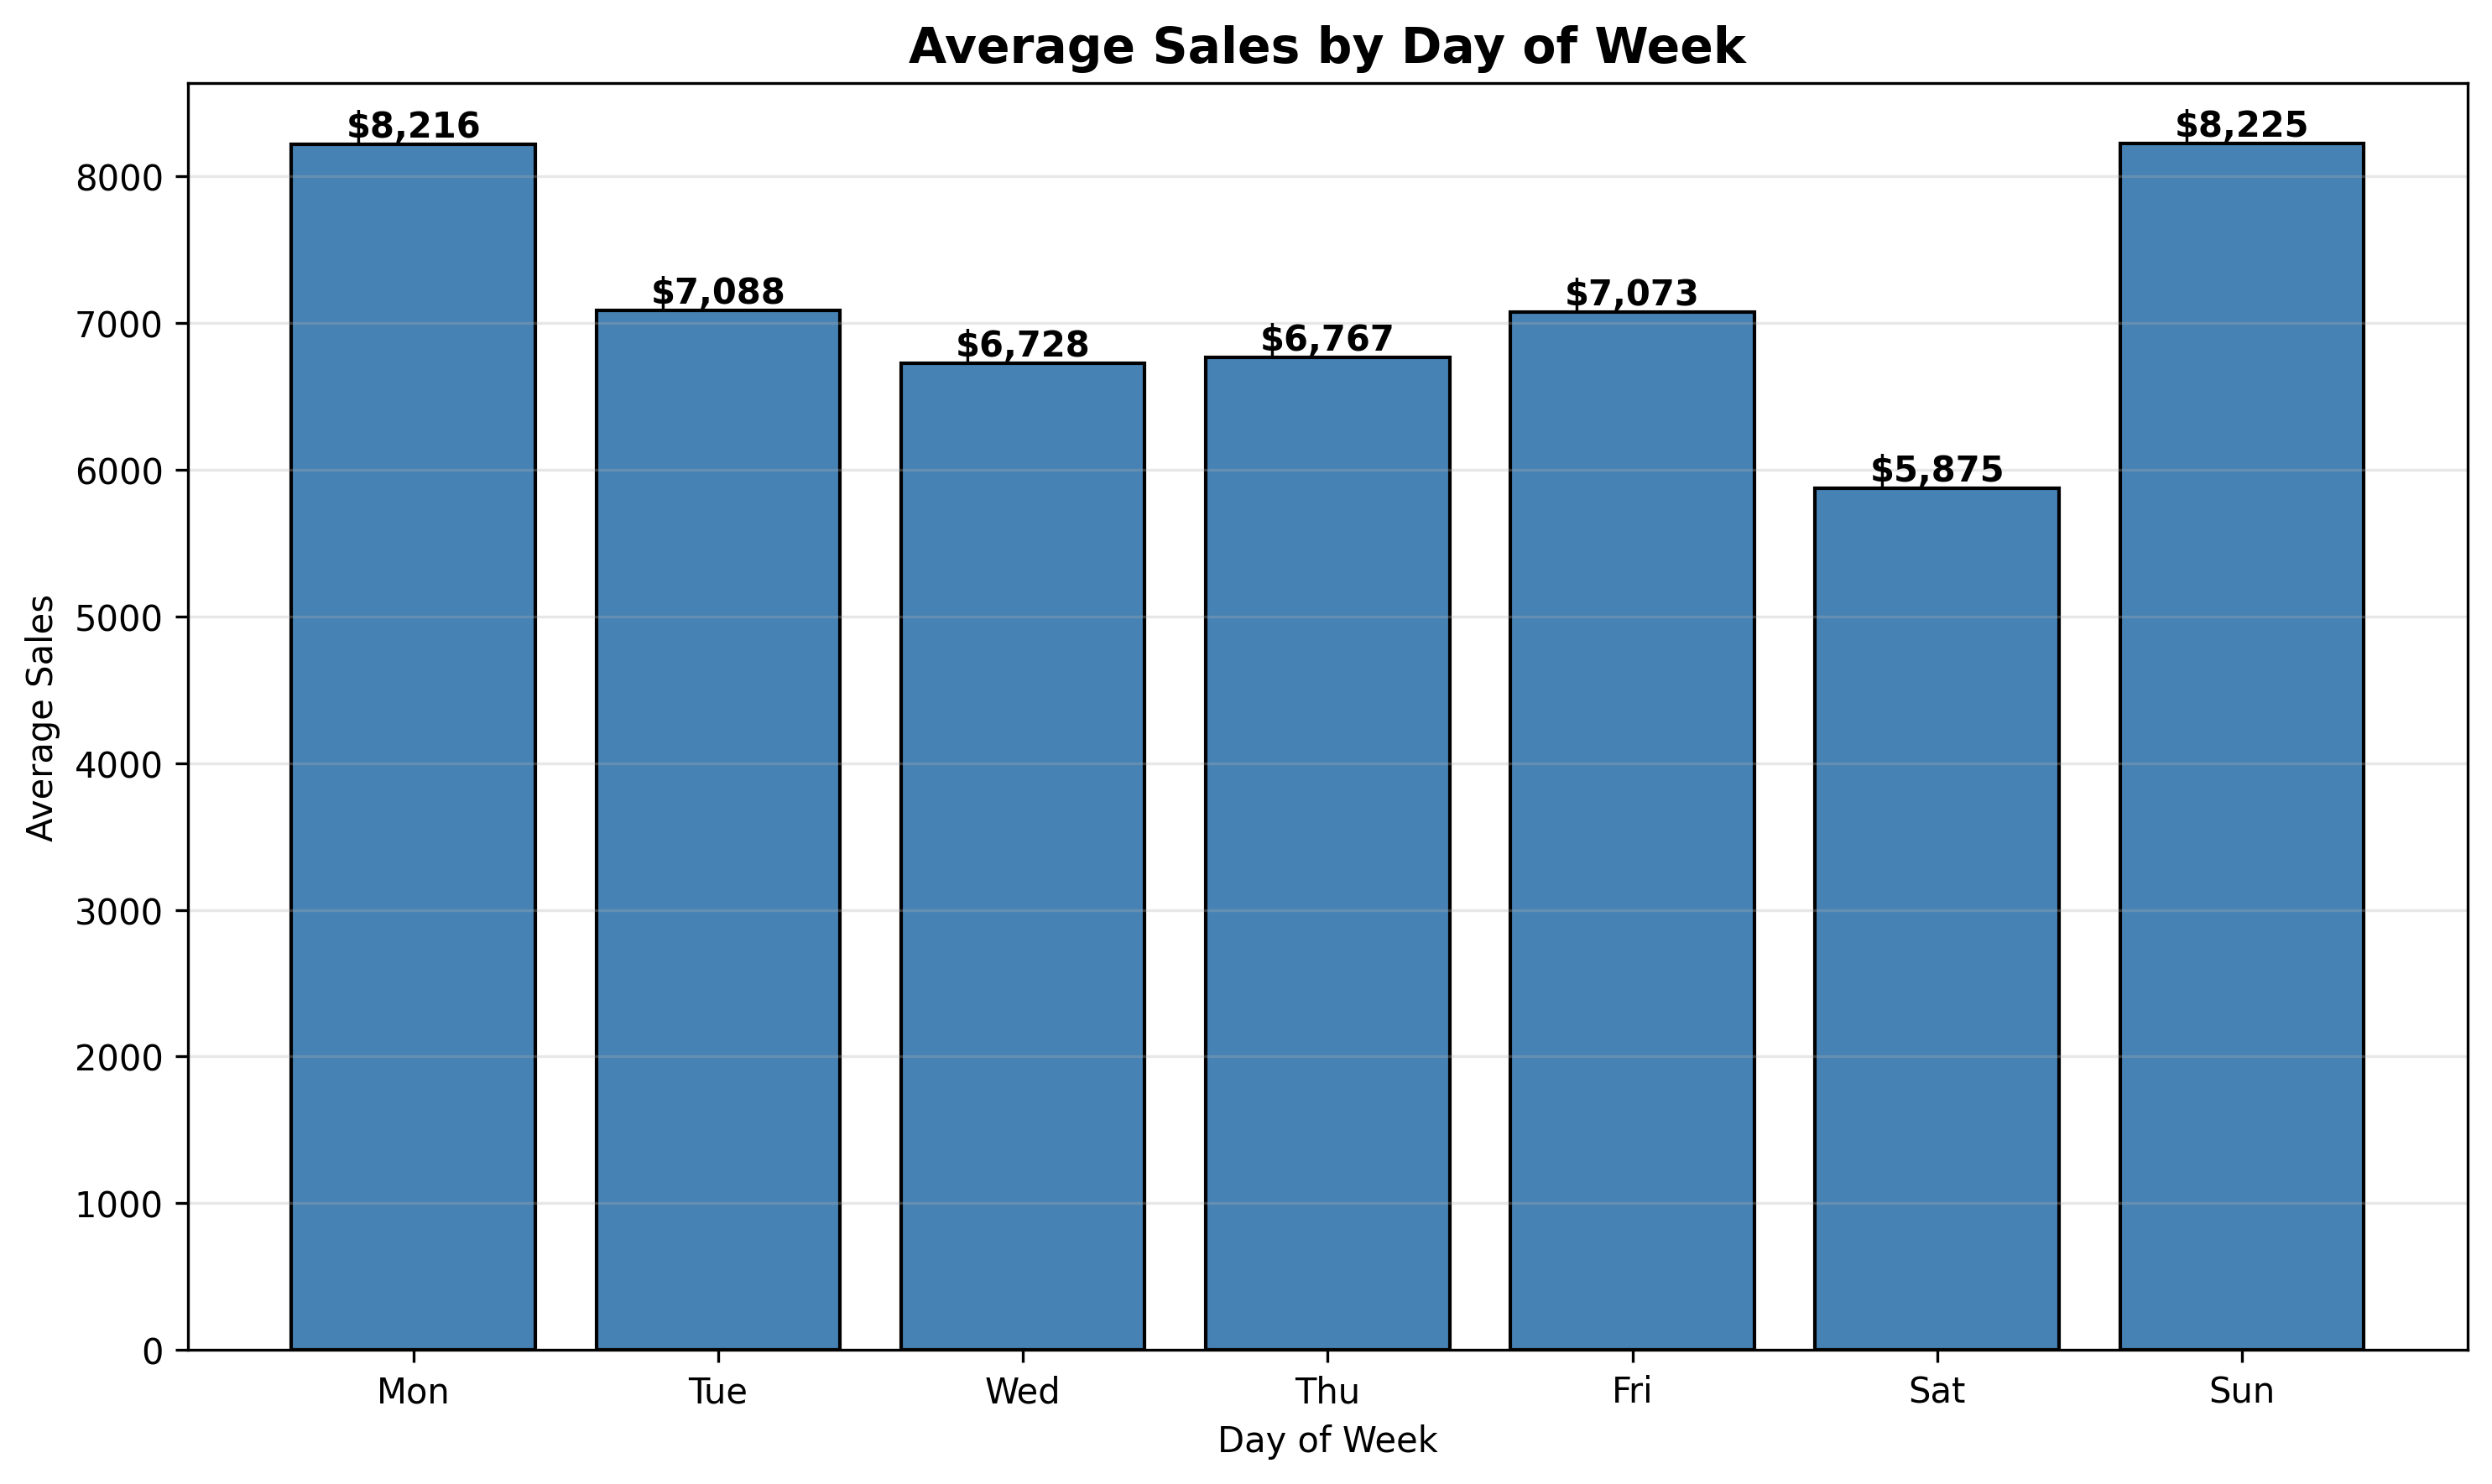 Average Sales by Day of Week
$8,216
$7,088
$6,728
$6,767
$7,073
$5,875
$8,225
8000
7000
6000
5000
4000
3000
2000
1000
0
Average Sales
Mon
Tue
Wed
Thu
Fri
Sat
Sun
Day of Week